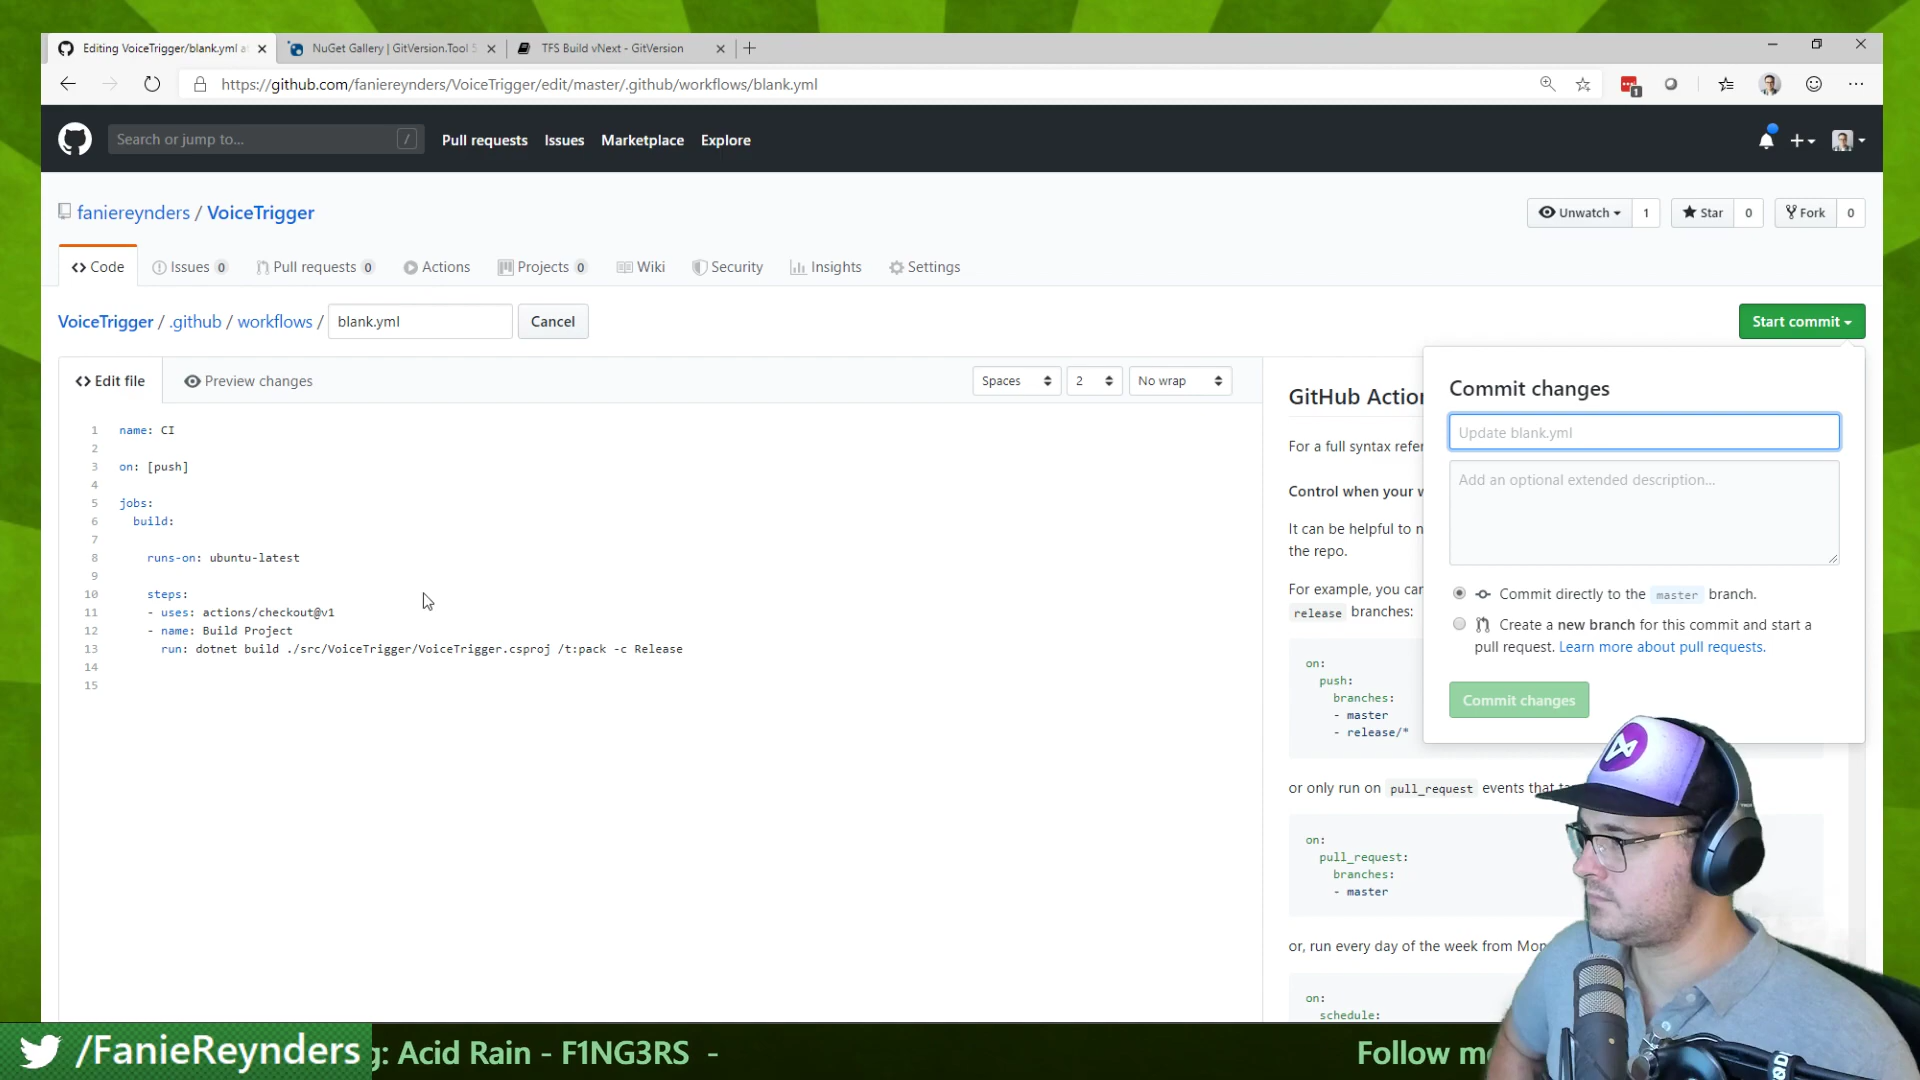 Editing VoiceTrigger/blank.yml a
NuGet Gallery | GitVersion.Tool 5
TFS Build vNext - GitVersion
https://github.com/faniereynders/VoiceTrigger/edit/master/.github/workflows/blank.yml
1
Search or jump to...
/
Pull requests
Issues
Marketplace
Explore
faniereynders / VoiceTrigger
Unwatch
1
Star
0
Fork
0
Code
Issues 0
Pull requests 0
Actions
Projects 0
Wiki
Security
Insights
Settings
VoiceTrigger / .github / workflows / blank.yml
Cancel
Start commit
Edit file
Preview changes
Spaces
2
No wrap
1 name: CI
2
3 on: [push]
4
5 jobs:
6 build:
7
8 runs-on: ubuntu-latest
9
10 steps:
11 - uses: actions/checkout@v1
12 - name: Build Project
13 run: dotnet build ./src/VoiceTrigger/VoiceTrigger.csproj /t:pack -c Release
14
15
GitHub Action
For a full syntax refer
Control when your w
It can be helpful to n
the repo.
For example, you can
release branches:
on:
push:
branches:
- master
- release/*
or only run on pull_request events that ta
on:
pull_request:
branches:
- master
or, run every day of the week from Mon
on:
schedule:
Commit changes
Update blank.yml
Add an optional extended description...
Commit directly to the master branch.
Create a new branch for this commit and start a
pull request. Learn more about pull requests.
Commit changes
/FanieReynders
g: Acid Rain - F1NG3RS -
Follow me